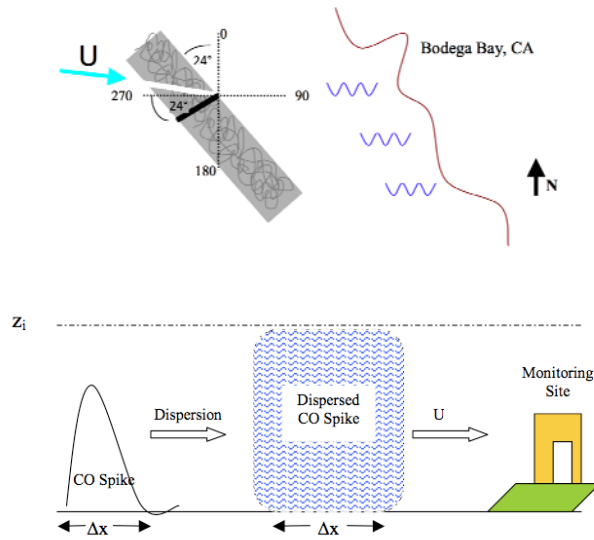 0
U
24°
Bodega Bay, CA
270
90
24°
180
N
Zi
Monitoring
Site
Dispersion
Dispersed
CO Spike
U
CO Spike
Δx
Δx